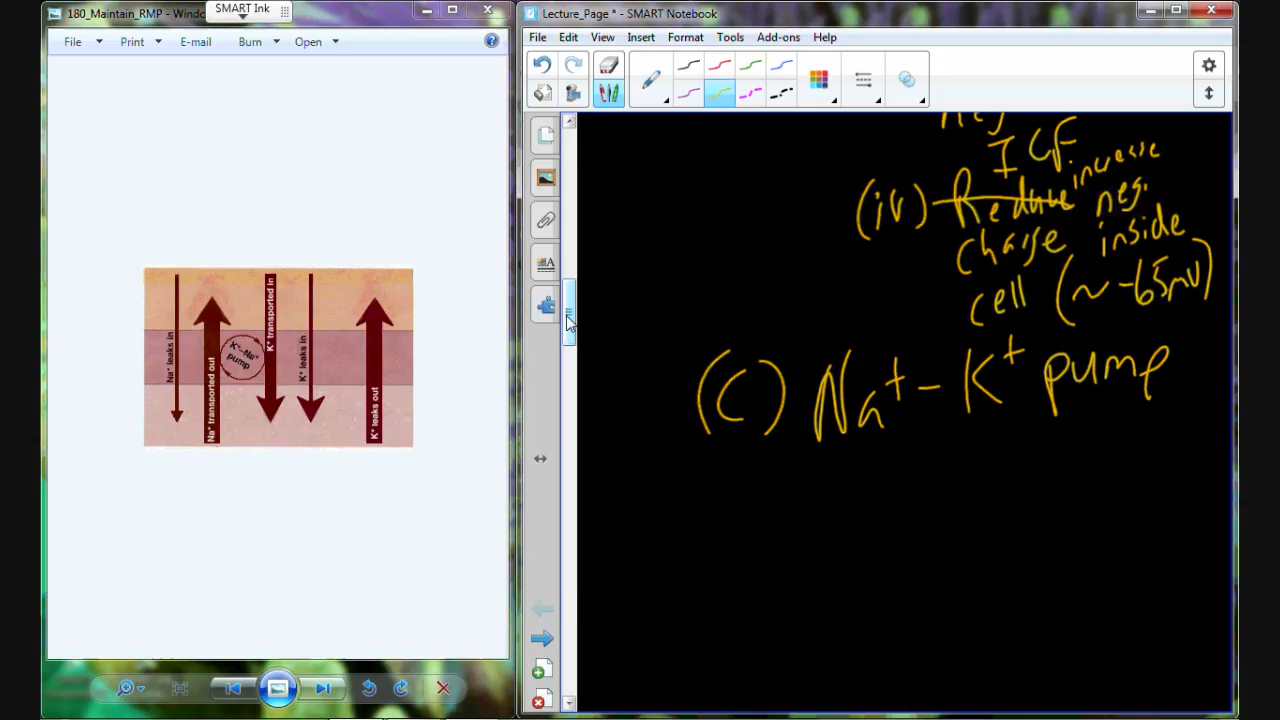 180_Maintain_RMP - Windo
SMART Ink
File Print E-mail Burn Open
Na⁺ leaks in
Na⁺ transported out
K⁺–Na⁺
pump
K⁺ transported in
K⁺ leaks in
K⁺ leaks out
Lecture_Page * - SMART Notebook
File Edit View Insert Format Tools Add-ons Help
ICF
(iv) Reduce increase
neg.
charge inside
cell (~ -65mV)
(C) Na⁺ - K⁺ pump